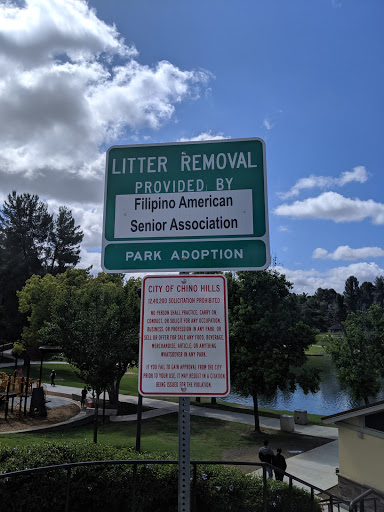 LITTER REMOVAL
PROVIDED BY
Filipino American
Senior Association
PARK ADOPTION
CITY OF CHINO HILLS
12.40.280 SOLICITATION PROHIBITED
NO PERSON SHALL PRACTICE, CARRY ON
CONDUCT, OR SOLICIT FOR ANY OCCUPATION,
BUSINESS, OR PROFESSION IN ANY PARK, OR
SELL OR OFFER FOR SALE ANY FOOD, BEVERAGE,
MERCHANDISE, ARTICLE, OR ANYTHING
WHATSOEVER IN ANY PARK.
IF YOU FAIL TO GAIN APPROVAL FROM THE CITY
PRIOR TO YOUR USE, IT MAY RESULT IN A CITATION
BEING ISSUED FOR THE VIOLATION.